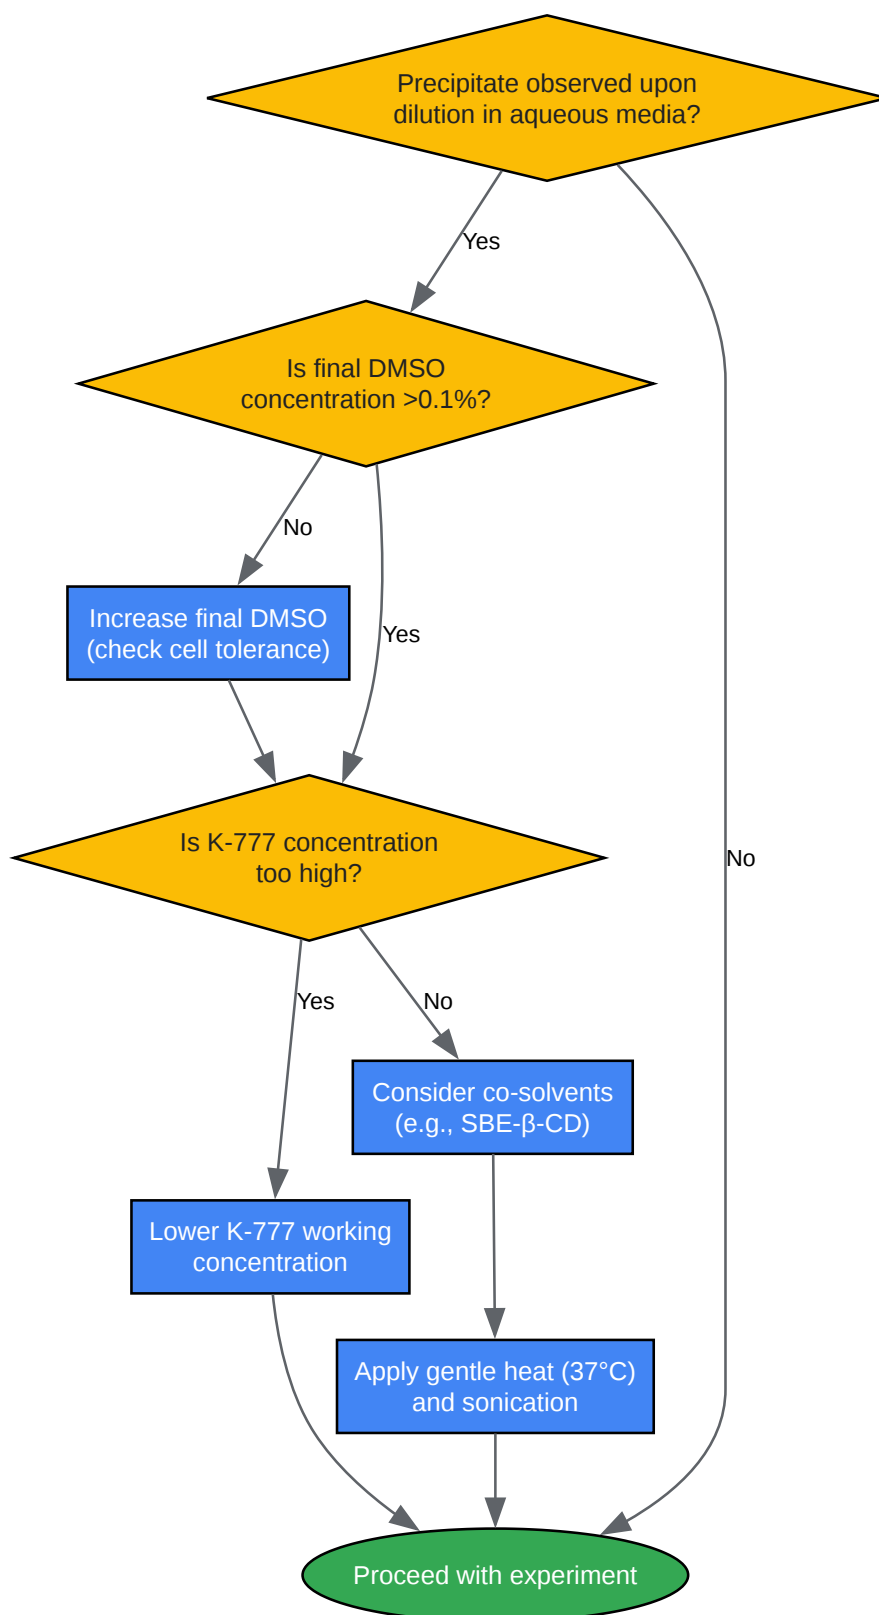 Precipitate observed upon
dilution in aqueous media?
Yes
Is final DMSO
concentration >0.1%?
No
Increase final DMSO
(check cell tolerance)
Yes
Is K-777 concentration
too high?
No
Yes
No
Consider co-solvents
(e.g., SBE-β-CD)
Lower K-777 working
concentration
Apply gentle heat (37°C)
and sonication
Proceed with experiment